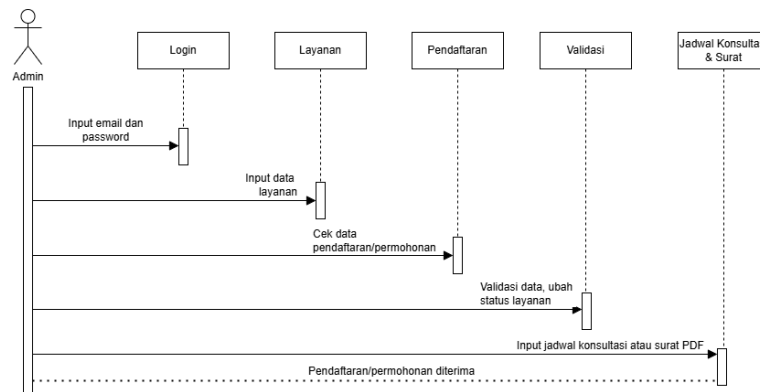 Admin
Login
Layanan
Pendaftaran
Validasi
Jadwal Konsulta
& Surat
Input email dan
password
Input data
layanan
Cek data
pendaftaran/permohonan
Validasi data, ubah
status layanan
Input jadwal konsultasi atau surat PDF
Pendaftaran/permohonan diterima